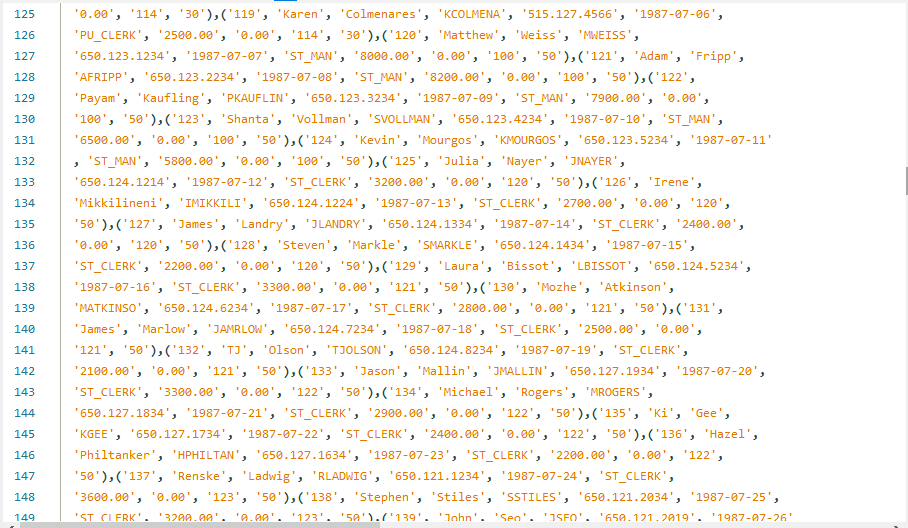 125 '0.00', '114', '30'),('119', 'Karen', 'Colmenares', 'KCOLMENA', '515.127.4566', '1987-07-06',
126 'PU_CLERK', '2500.00', '0.00', '114', '30'),('120', 'Matthew', 'Weiss', 'MWEISS',
127 '650.123.1234', '1987-07-07', 'ST_MAN', '8000.00', '0.00', '100', '50'),('121', 'Adam', 'Fripp',
128 'AFRIPP', '650.123.2234', '1987-07-08', 'ST_MAN', '8200.00', '0.00', '100', '50'),('122',
129 'Payam', 'Kaufling', 'PKAUFLIN', '650.123.3234', '1987-07-09', 'ST_MAN', '7900.00', '0.00',
130 '100', '50'),('123', 'Shanta', 'Vollman', 'SVOLLMAN', '650.123.4234', '1987-07-10', 'ST_MAN',
131 '6500.00', '0.00', '100', '50'),('124', 'Kevin', 'Mourgos', 'KMOURGOS', '650.123.5234', '1987-07-11'
132 , 'ST_MAN', '5800.00', '0.00', '100', '50'),('125', 'Julia', 'Nayer', 'JNAYER',
133 '650.124.1214', '1987-07-12', 'ST_CLERK', '3200.00', '0.00', '120', '50'),('126', 'Irene',
134 'Mikkilineni', 'IMIKKILI', '650.124.1224', '1987-07-13', 'ST_CLERK', '2700.00', '0.00', '120',
135 '50'),('127', 'James', 'Landry', 'JLANDRY', '650.124.1334', '1987-07-14', 'ST_CLERK', '2400.00',
136 '0.00', '120', '50'),('128', 'Steven', 'Markle', 'SMARKLE', '650.124.1434', '1987-07-15',
137 'ST_CLERK', '2200.00', '0.00', '120', '50'),('129', 'Laura', 'Bissot', 'LBISSOT', '650.124.5234',
138 '1987-07-16', 'ST_CLERK', '3300.00', '0.00', '121', '50'),('130', 'Mozhe', 'Atkinson',
139 'MATKINSO', '650.124.6234', '1987-07-17', 'ST_CLERK', '2800.00', '0.00', '121', '50'),('131',
140 'James', 'Marlow', 'JAMRLOW', '650.124.7234', '1987-07-18', 'ST_CLERK', '2500.00', '0.00',
141 '121', '50'),('132', 'TJ', 'Olson', 'TJOLSON', '650.124.8234', '1987-07-19', 'ST_CLERK',
142 '2100.00', '0.00', '121', '50'),('133', 'Jason', 'Mallin', 'JMALLIN', '650.127.1934', '1987-07-20',
143 'ST_CLERK', '3300.00', '0.00', '122', '50'),('134', 'Michael', 'Rogers', 'MROGERS',
144 '650.127.1834', '1987-07-21', 'ST_CLERK', '2900.00', '0.00', '122', '50'),('135', 'Ki', 'Gee',
145 'KGEE', '650.127.1734', '1987-07-22', 'ST_CLERK', '2400.00', '0.00', '122', '50'),('136', 'Hazel',
146 'Philtanker', 'HPHILTAN', '650.127.1634', '1987-07-23', 'ST_CLERK', '2200.00', '0.00', '122',
147 '50'),('137', 'Renske', 'Ladwig', 'RLADWIG', '650.121.1234', '1987-07-24', 'ST_CLERK',
148 '3600.00', '0.00', '123', '50'),('138', 'Stephen', 'Stiles', 'SSTILES', '650.121.2034', '1987-07-25',
149 'ST_CLERK', '3200.00', '0.00', '123', '50'),('139', 'John', 'Seo', 'JSEO', '650.121.2019', '1987-07-26'